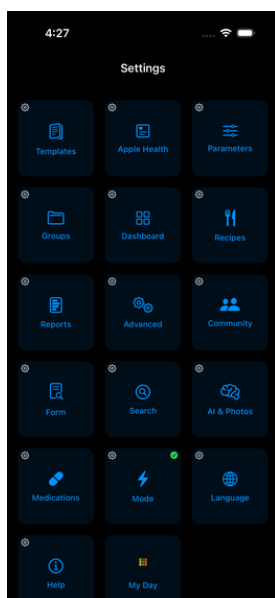 4:27
Settings
Templates
Apple Health
Parameters
Groups
Dashboard
Recipes
Reports
Advanced
Community
Form
Search
AI & Photos
Medications
Mode
Language
Help
My Day